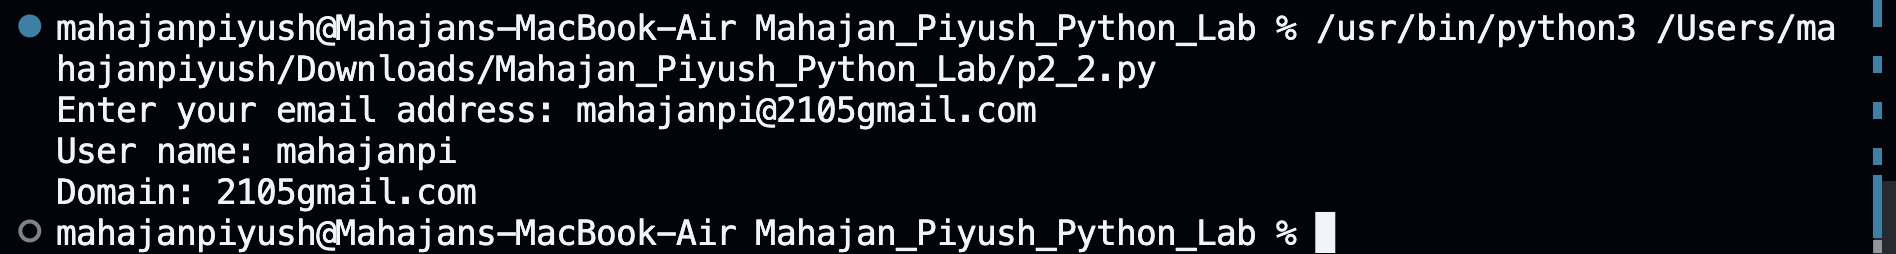 mahajanpiyush@Mahajans-MacBook-Air Mahajan_Piyush_Python_Lab % /usr/bin/python3 /Users/ma
hajanpiyush/Downloads/Mahajan_Piyush_Python_Lab/p2_2.py
Enter your email address: mahajanpi@2105gmail.com
User name: mahajanpi
Domain: 2105gmail.com
mahajanpiyush@Mahajans-MacBook-Air Mahajan_Piyush_Python_Lab %